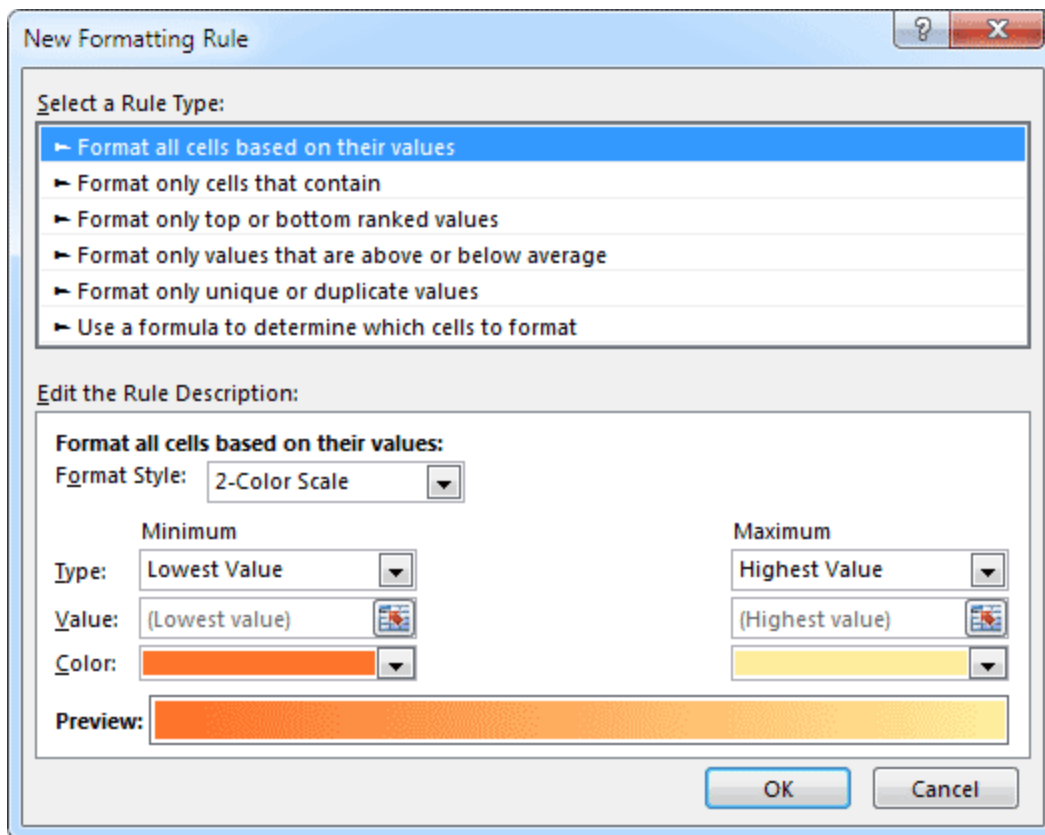 New Formatting Rule
?
Select a Rule Type:
► Format all cells based on their values
► Format only cells that contain
► Format only top or bottom ranked values
► Format only values that are above or below average
► Format only unique or duplicate values
► Use a formula to determine which cells to format
Edit the Rule Description:
Format all cells based on their values:
Format Style: 2-Color Scale
Minimum Maximum
Type: Lowest Value Highest Value
Value: (Lowest value) (Highest value)
Color:
Preview:
OK Cancel